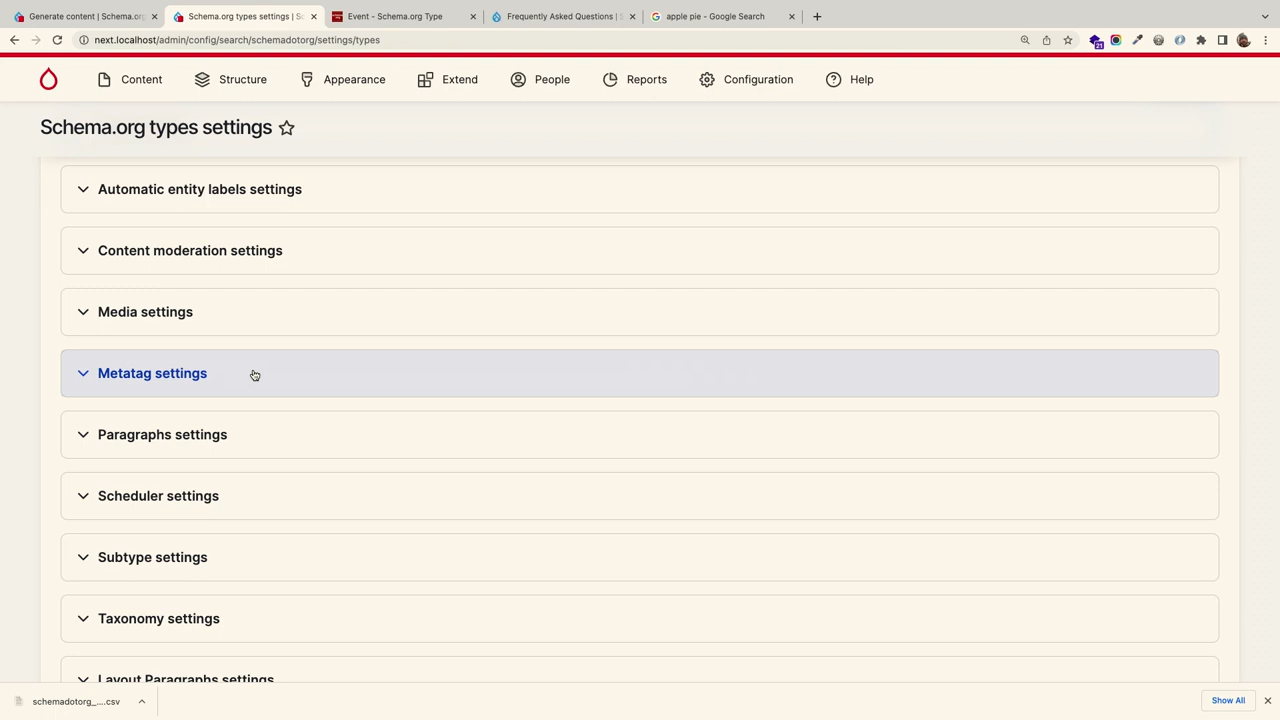 Generate content | Schema.org
Schema.org types settings | S
Event - Schema.org Type
Frequently Asked Questions | S
apple pie - Google Search
next.localhost/admin/config/search/schemadotorg/settings/types
21
Content
Structure
Appearance
Extend
People
Reports
Configuration
Help
Schema.org types settings
Automatic entity labels settings
Content moderation settings
Media settings
Metatag settings
Paragraphs settings
Scheduler settings
Subtype settings
Taxonomy settings
Layout Paragraphs settings
schemadotorg_....csv
Show All